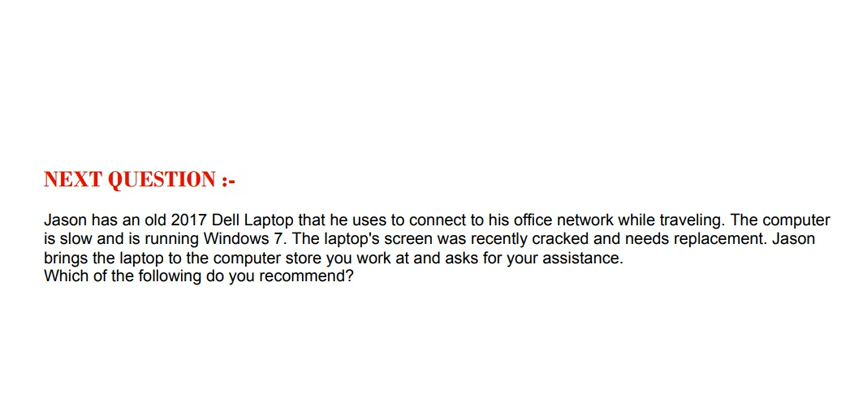 NEXT QUESTION :-
Jason has an old 2017 Dell Laptop that he uses to connect to his office network while traveling. The computer
is slow and is running Windows 7. The laptop's screen was recently cracked and needs replacement. Jason
brings the laptop to the computer store you work at and asks for your assistance.
Which of the following do you recommend?